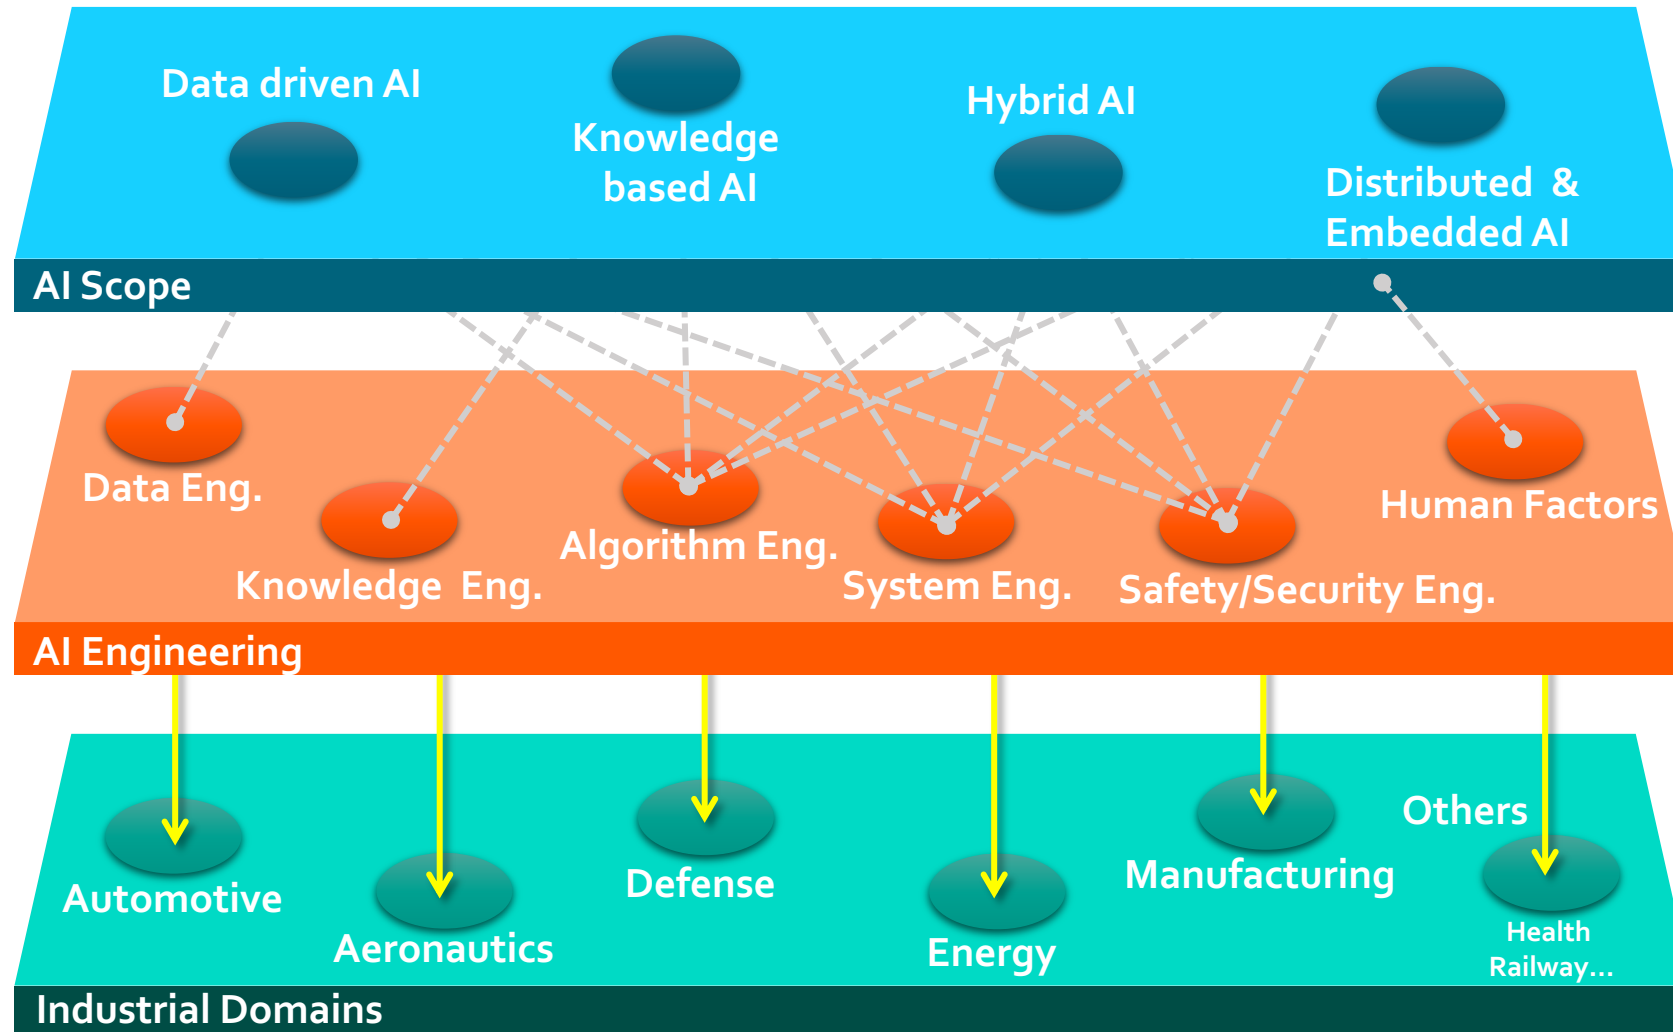 Data driven AI
Knowledge
based AI
Hybrid AI
Distributed &
Embedded AI
AI Scope
Data Eng.
Knowledge Eng.
Algorithm Eng.
System Eng.
Safety/Security Eng.
Human Factors
AI Engineering
Automotive
Aeronautics
Defense
Energy
Manufacturing
Others
Health
Railway...
Industrial Domains